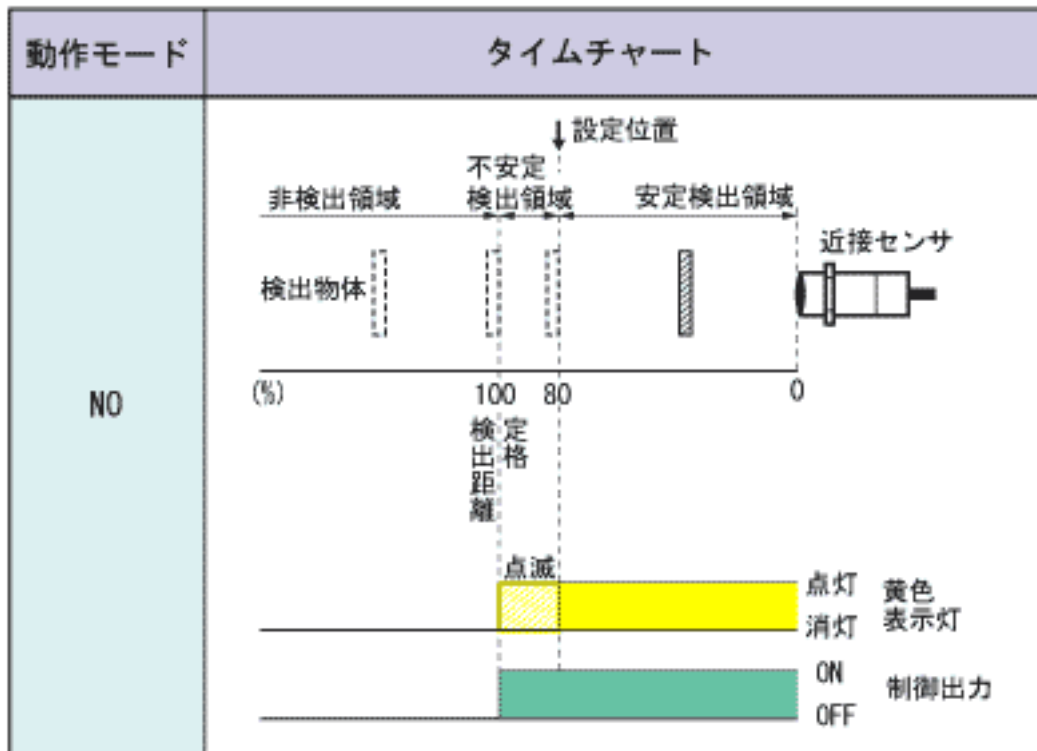 動作モード
タイムチャート
NO
設定位置
不安定
検出領域
非検出領域
安定検出領域
近接センサ
検出物体
(%)
100
80
0
定格
検出距離
点滅
点灯
消灯
黄色
表示灯
ON
OFF
制御出力